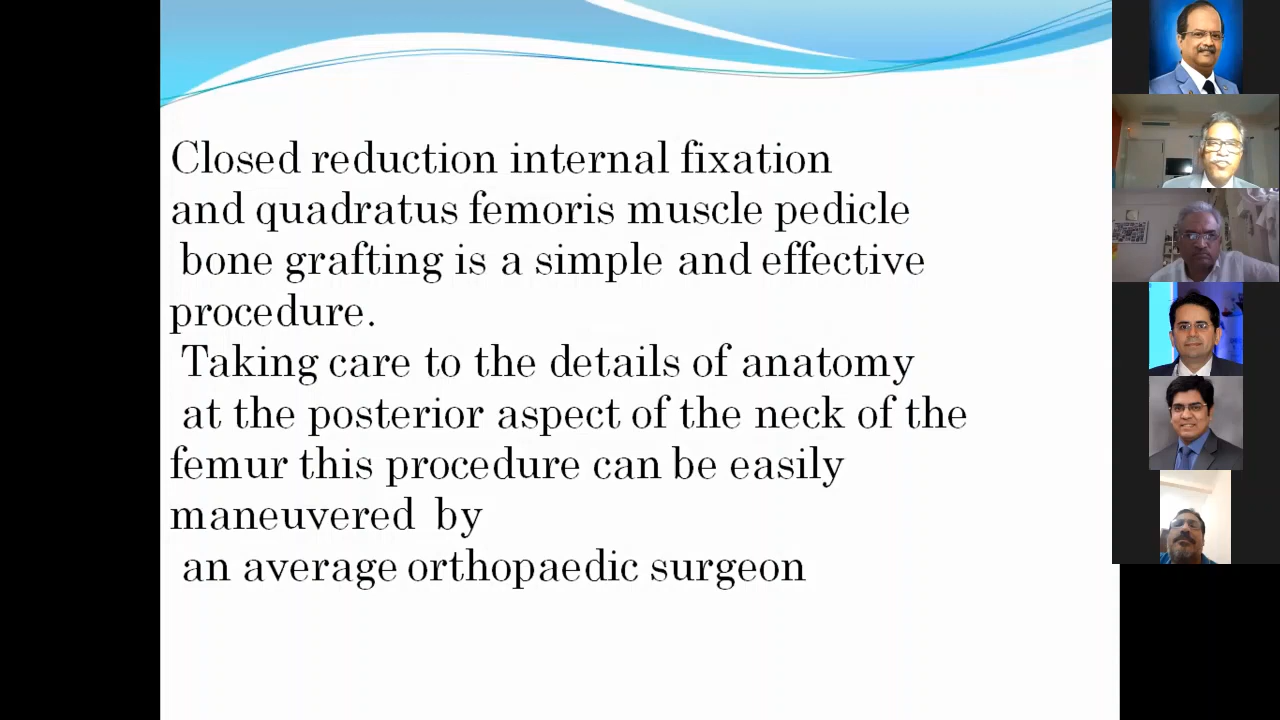 Closed reduction internal fixation
and quadratus femoris muscle pedicle
bone grafting is a simple and effective
procedure.
Taking care to the details of anatomy
at the posterior aspect of the neck of the
femur this procedure can be easily
maneuvered by
an average orthopaedic surgeon